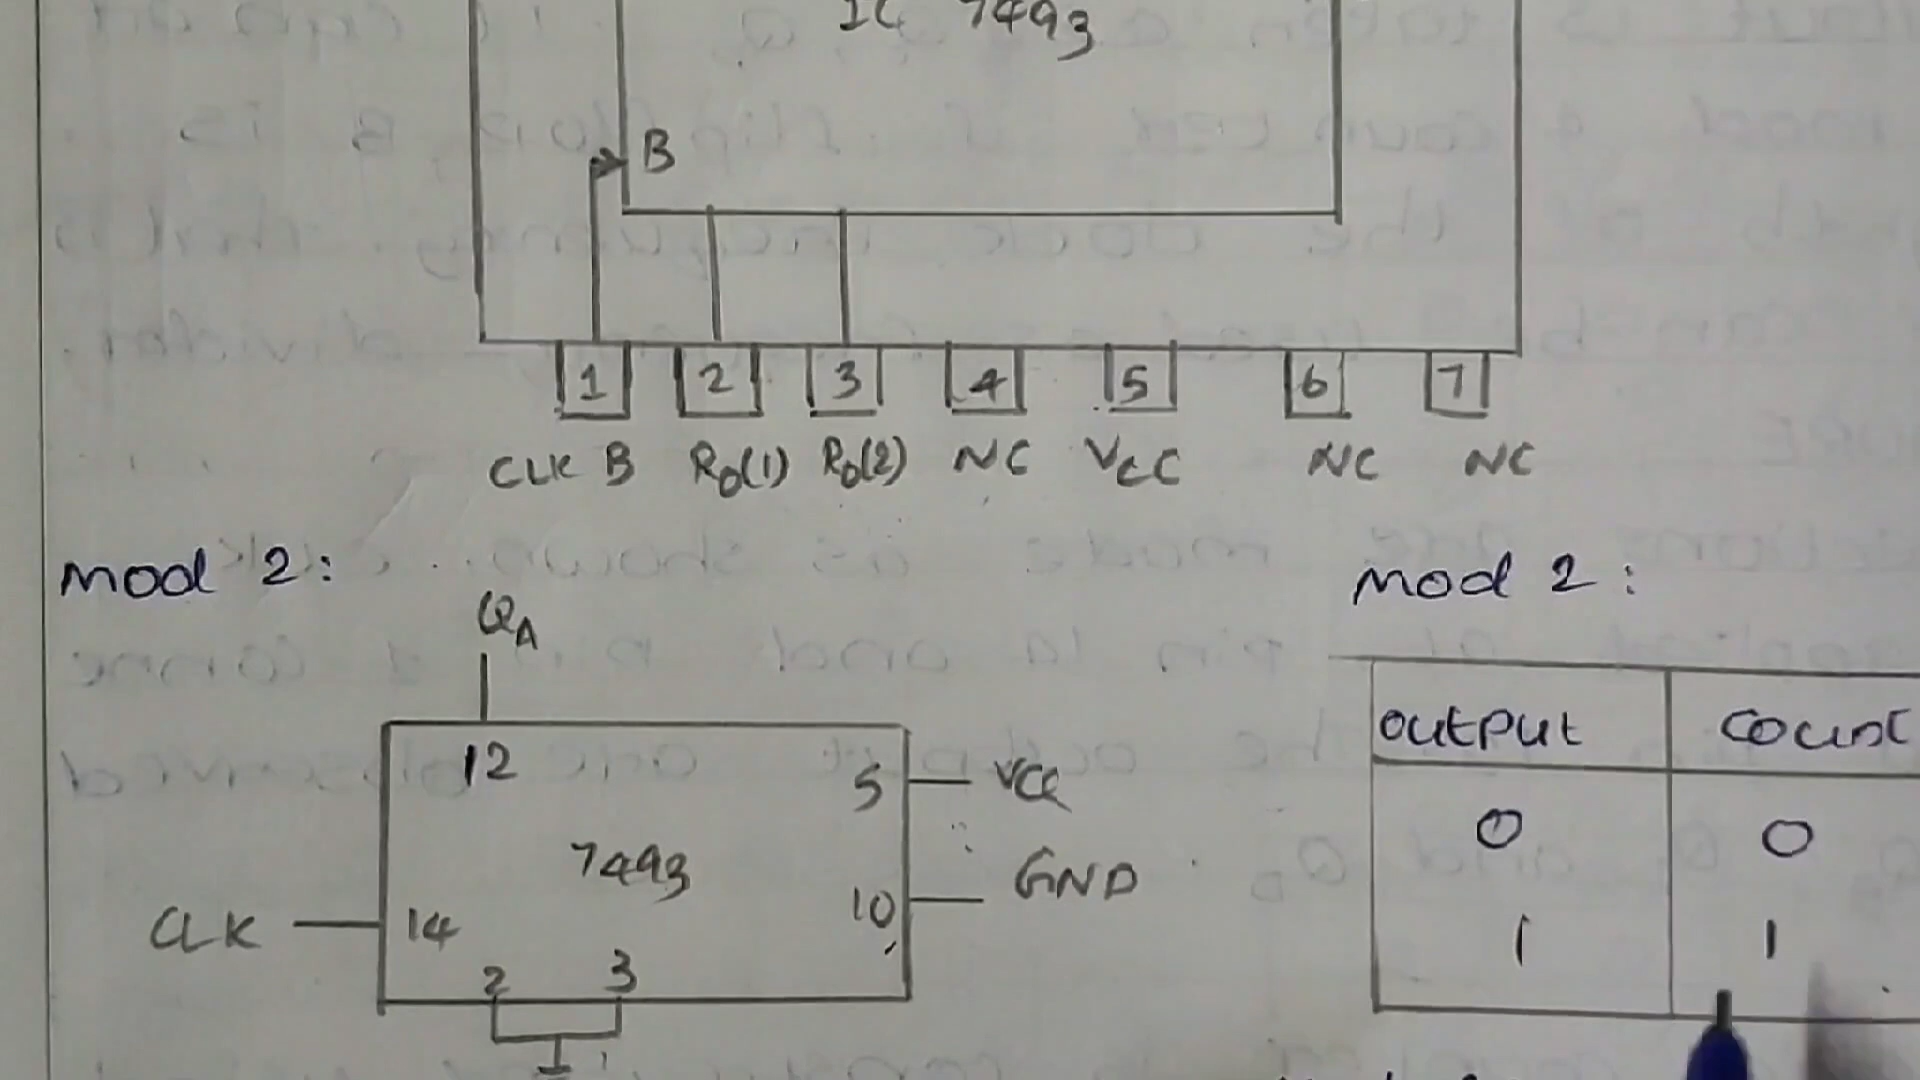 IC 7493
B
1 2 3 4 5 6 7
CLK B R0(1) R0(2) NC VCC NC NC
Mod 2:
QA
12
5 VCC
7493
10 GND
CLK 14
2 3
Mod 2:
output count
0 0
1 1